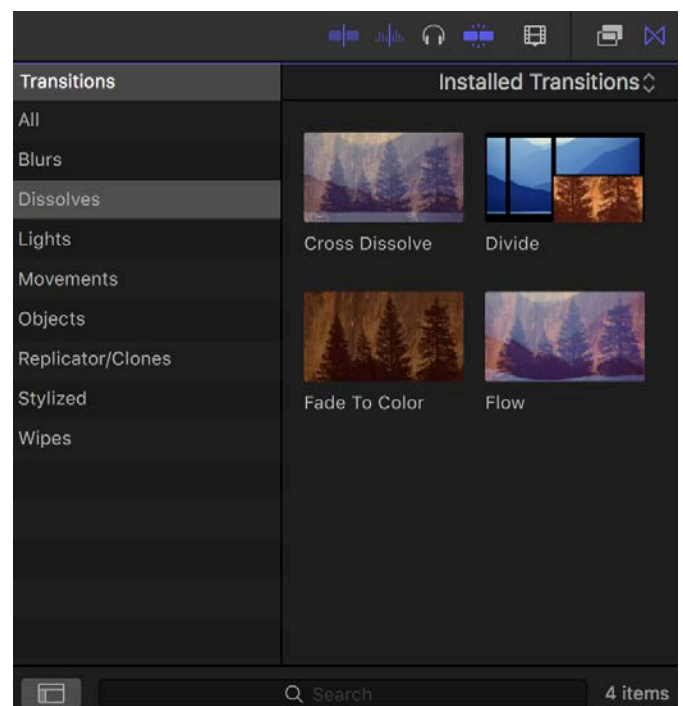 Transitions
Installed Transitions
All
Blurs
Dissolves
Lights
Movements
Objects
Replicator/Clones
Stylized
Wipes
Cross Dissolve
Divide
Fade To Color
Flow
Search
4 items